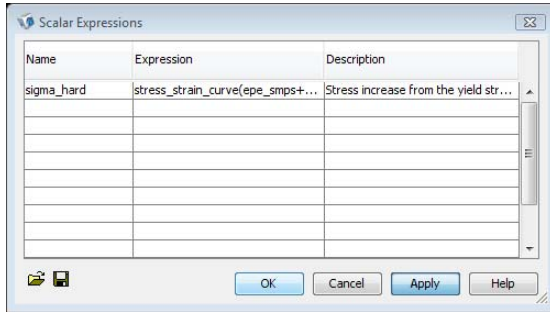 Scalar Expressions
Name Expression Description
sigma_hard stress_strain_curve(epe_smps+... Stress increase from the yield str...
OK Cancel Apply Help